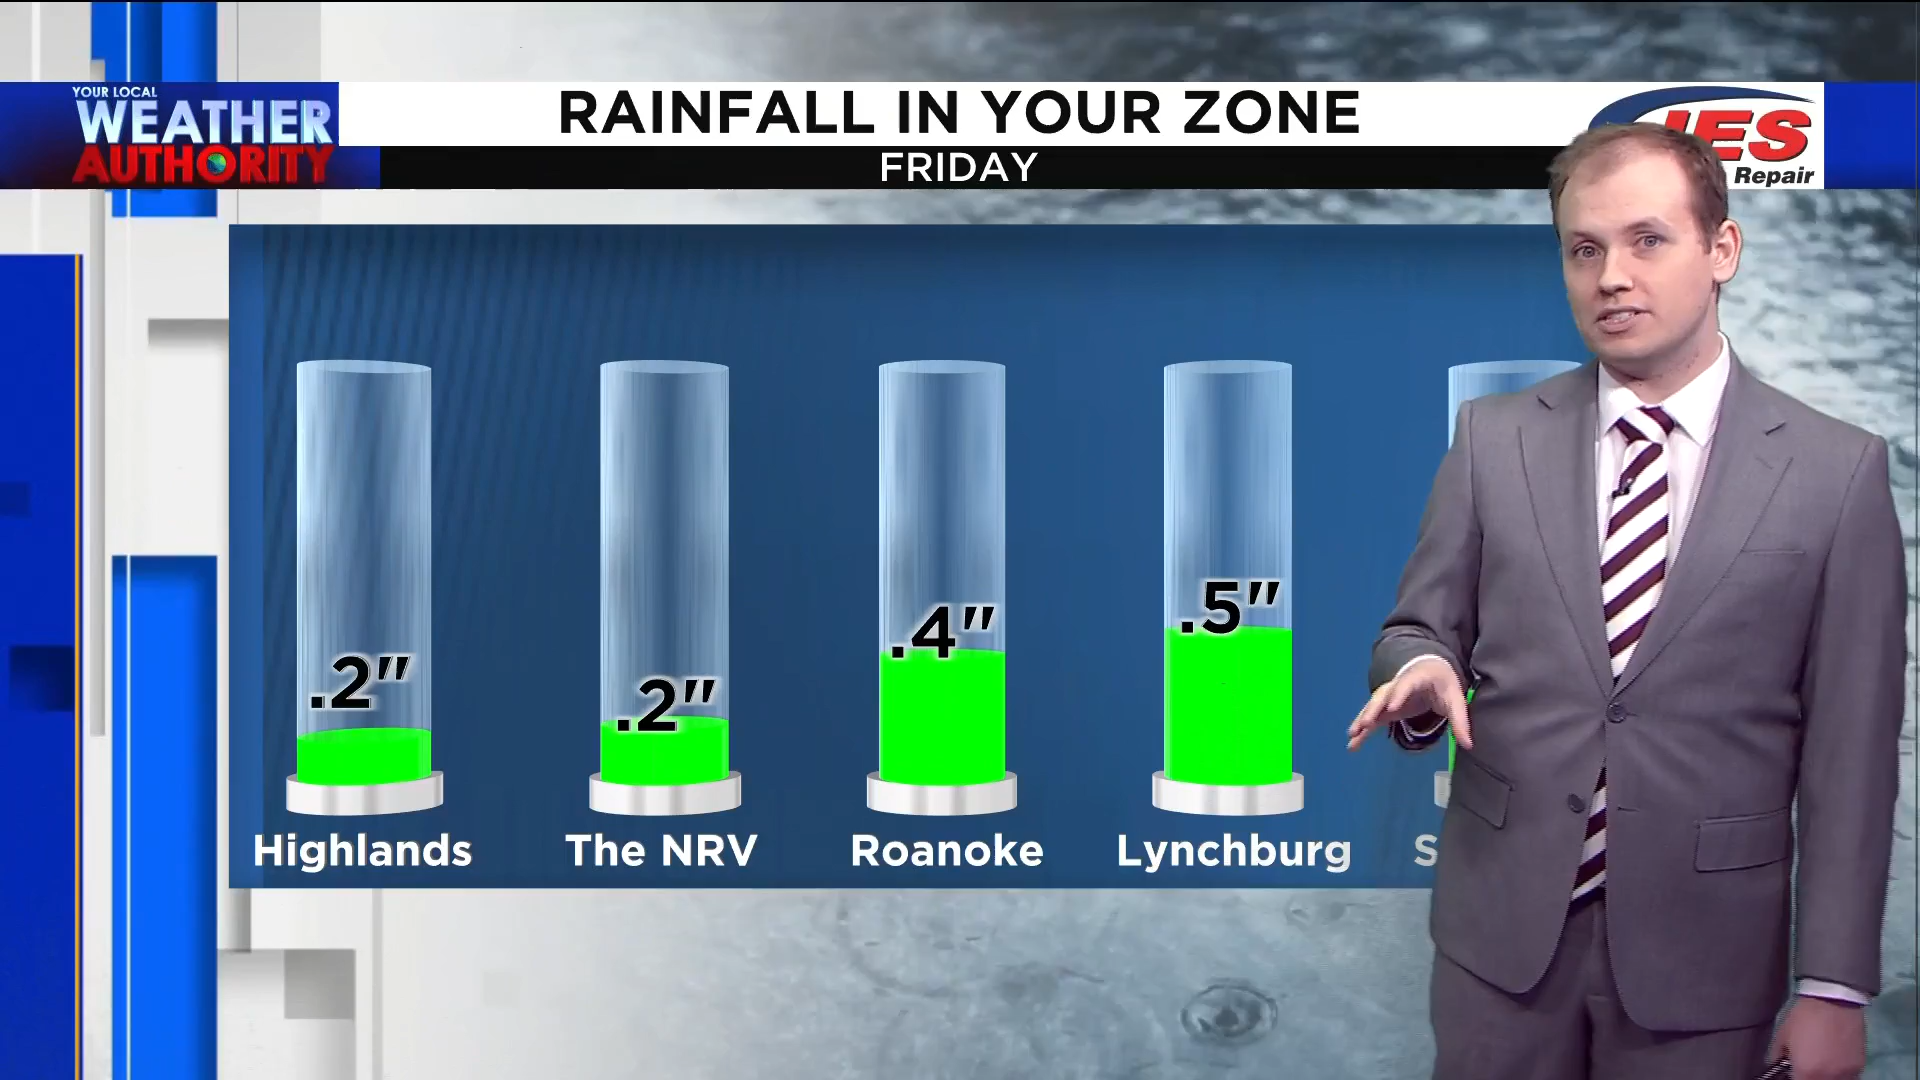 YOUR LOCAL
WEATHER
AUTHORITY
RAINFALL IN YOUR ZONE
FRIDAY
Repair
.2"
.2"
.4"
.5"
Highlands
The NRV
Roanoke
Lynchburg